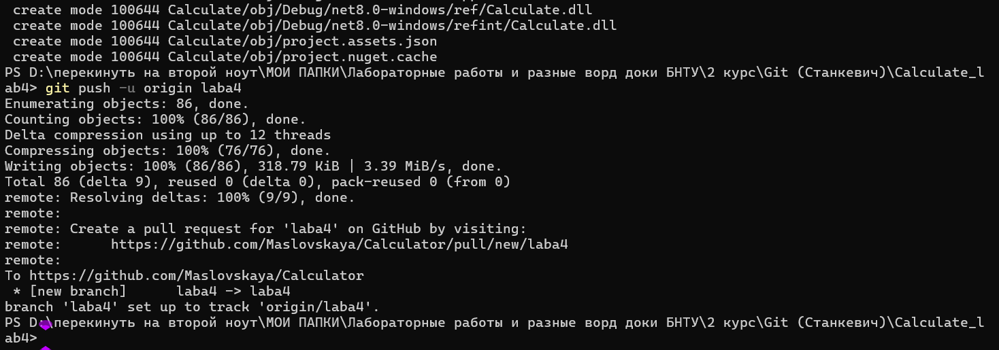 create mode 100644 Calculate/obj/Debug/net8.0-windows/ref/Calculate.dll
create mode 100644 Calculate/obj/Debug/net8.0-windows/refint/Calculate.dll
create mode 100644 Calculate/obj/project.assets.json
create mode 100644 Calculate/obj/project.nuget.cache
PS D:\перекинуть на второй ноут\МОИ ПАПКИ\Лабораторные работы и разные ворд доки БНТУ\2 курс\Git (Станкевич)\Calculate_l
ab4> git push -u origin laba4
Enumerating objects: 86, done.
Counting objects: 100% (86/86), done.
Delta compression using up to 12 threads
Compressing objects: 100% (76/76), done.
Writing objects: 100% (86/86), 318.79 KiB | 3.39 MiB/s, done.
Total 86 (delta 9), reused 0 (delta 0), pack-reused 0 (from 0)
remote: Resolving deltas: 100% (9/9), done.
remote:
remote: Create a pull request for 'laba4' on GitHub by visiting:
remote:      https://github.com/Maslovskaya/Calculator/pull/new/laba4
remote:
To https://github.com/Maslovskaya/Calculator
 * [new branch]      laba4 -> laba4
branch 'laba4' set up to track 'origin/laba4'.
PS D:\перекинуть на второй ноут\МОИ ПАПКИ\Лабораторные работы и разные ворд доки БНТУ\2 курс\Git (Станкевич)\Calculate_l
ab4>